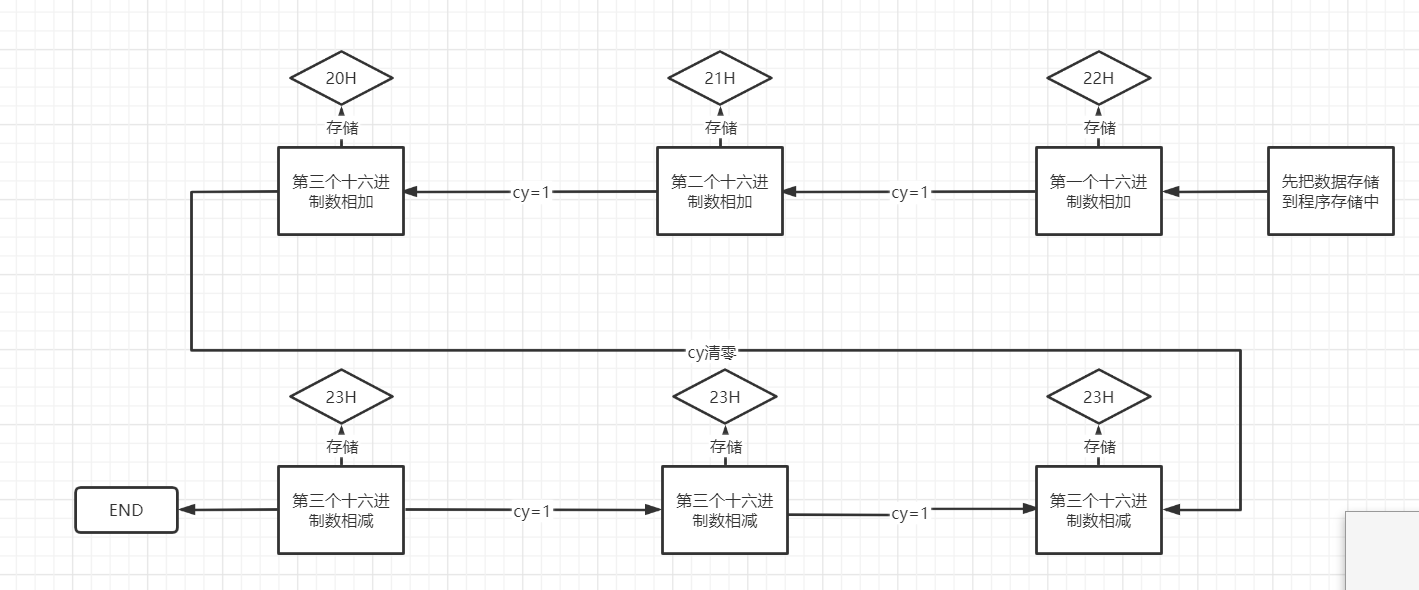 20H
21H
22H
存储
存储
存储
第三个十六进
制数相加
cy=1
第二个十六进
制数相加
cy=1
第一个十六进
制数相加
先把数据存储
到程序存储中
cy清零
23H
23H
23H
存储
存储
存储
END
第三个十六进
制数相减
cy=1
第三个十六进
制数相减
cy=1
第三个十六进
制数相减